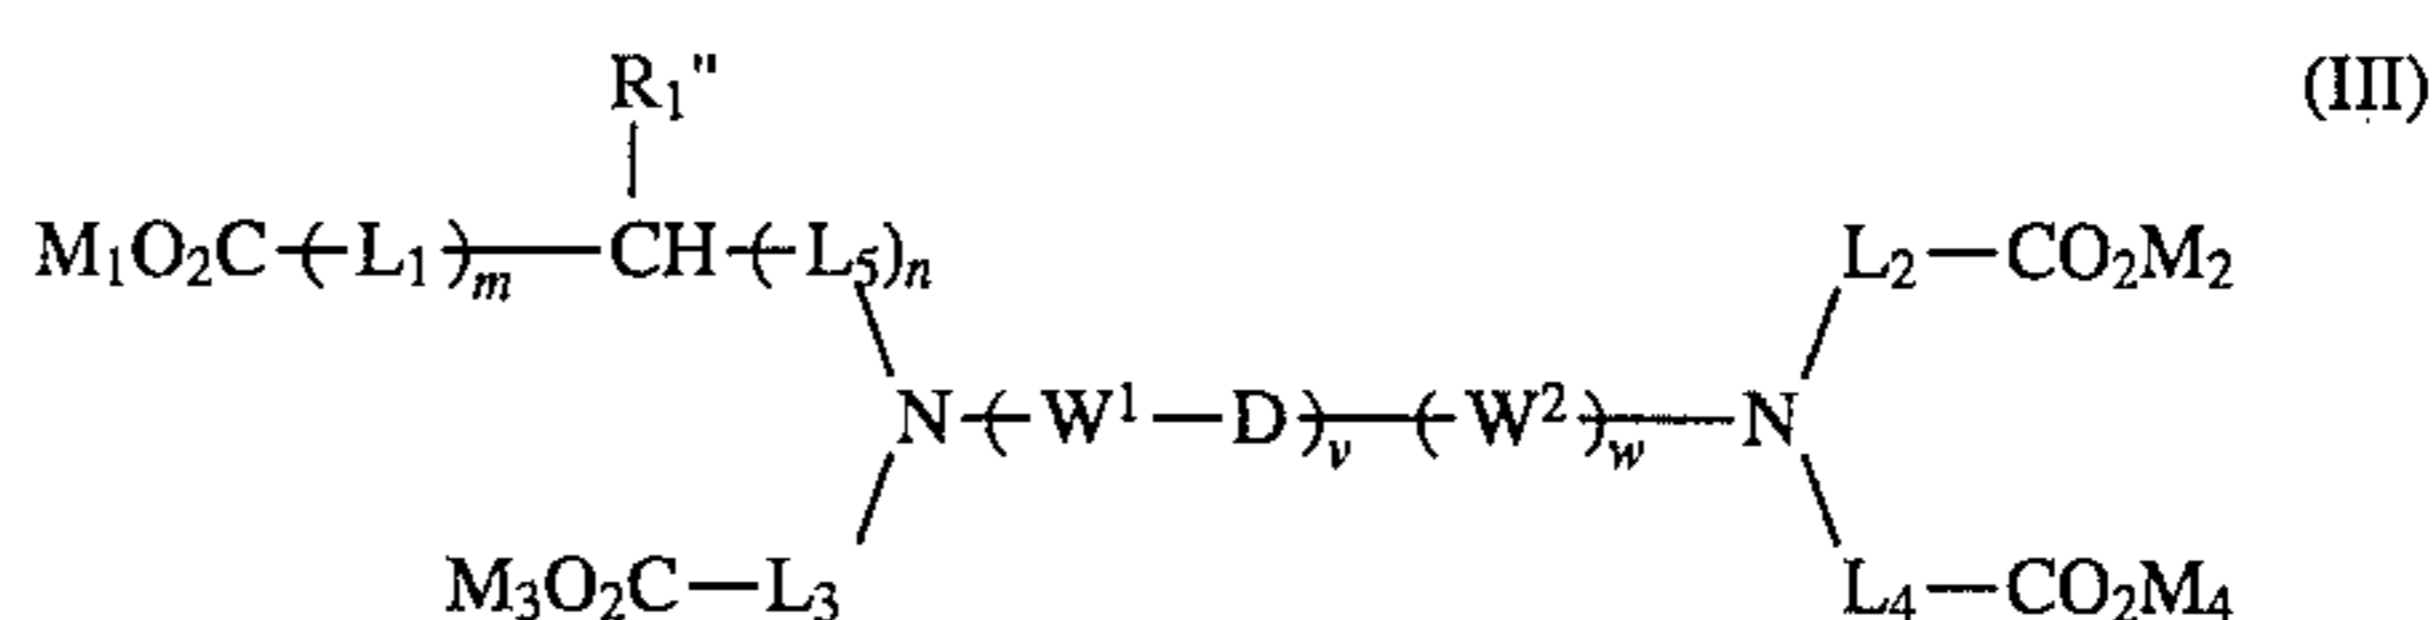 R₁" (III)
M₁O₂C-(-L₁-)ₘ-CH-(-L₅)ₙ L₂-CO₂M₂
N-(-W¹-D-)ᵥ-(-W²-)w-N
M₃O₂C-L₃ L₄-CO₂M₄